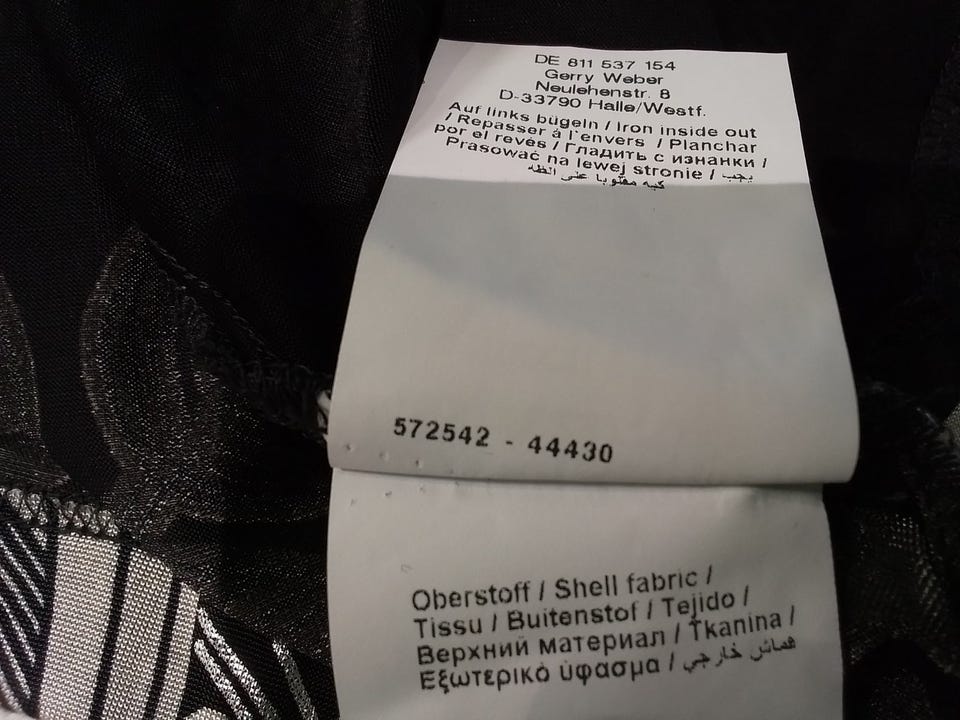 DE 811 537 154
Gerry Weber
Neulehenstr. 8
D-33790 Halle/Westf.
Auf links bügeln / Iron inside out
/ Repasser á l'envers / Planchar
por el revés / Гладить с изнанки /
Prasować na lewej stronie / يجب
كيه مقلوبا على الظه
572542 - 44430
Oberstoff / Shell fabric /
Tissu / Buitenstof / Tejido /
Верхний материал / Tkanina /
Εξωτερικό ύφασμα / قماش خارجي